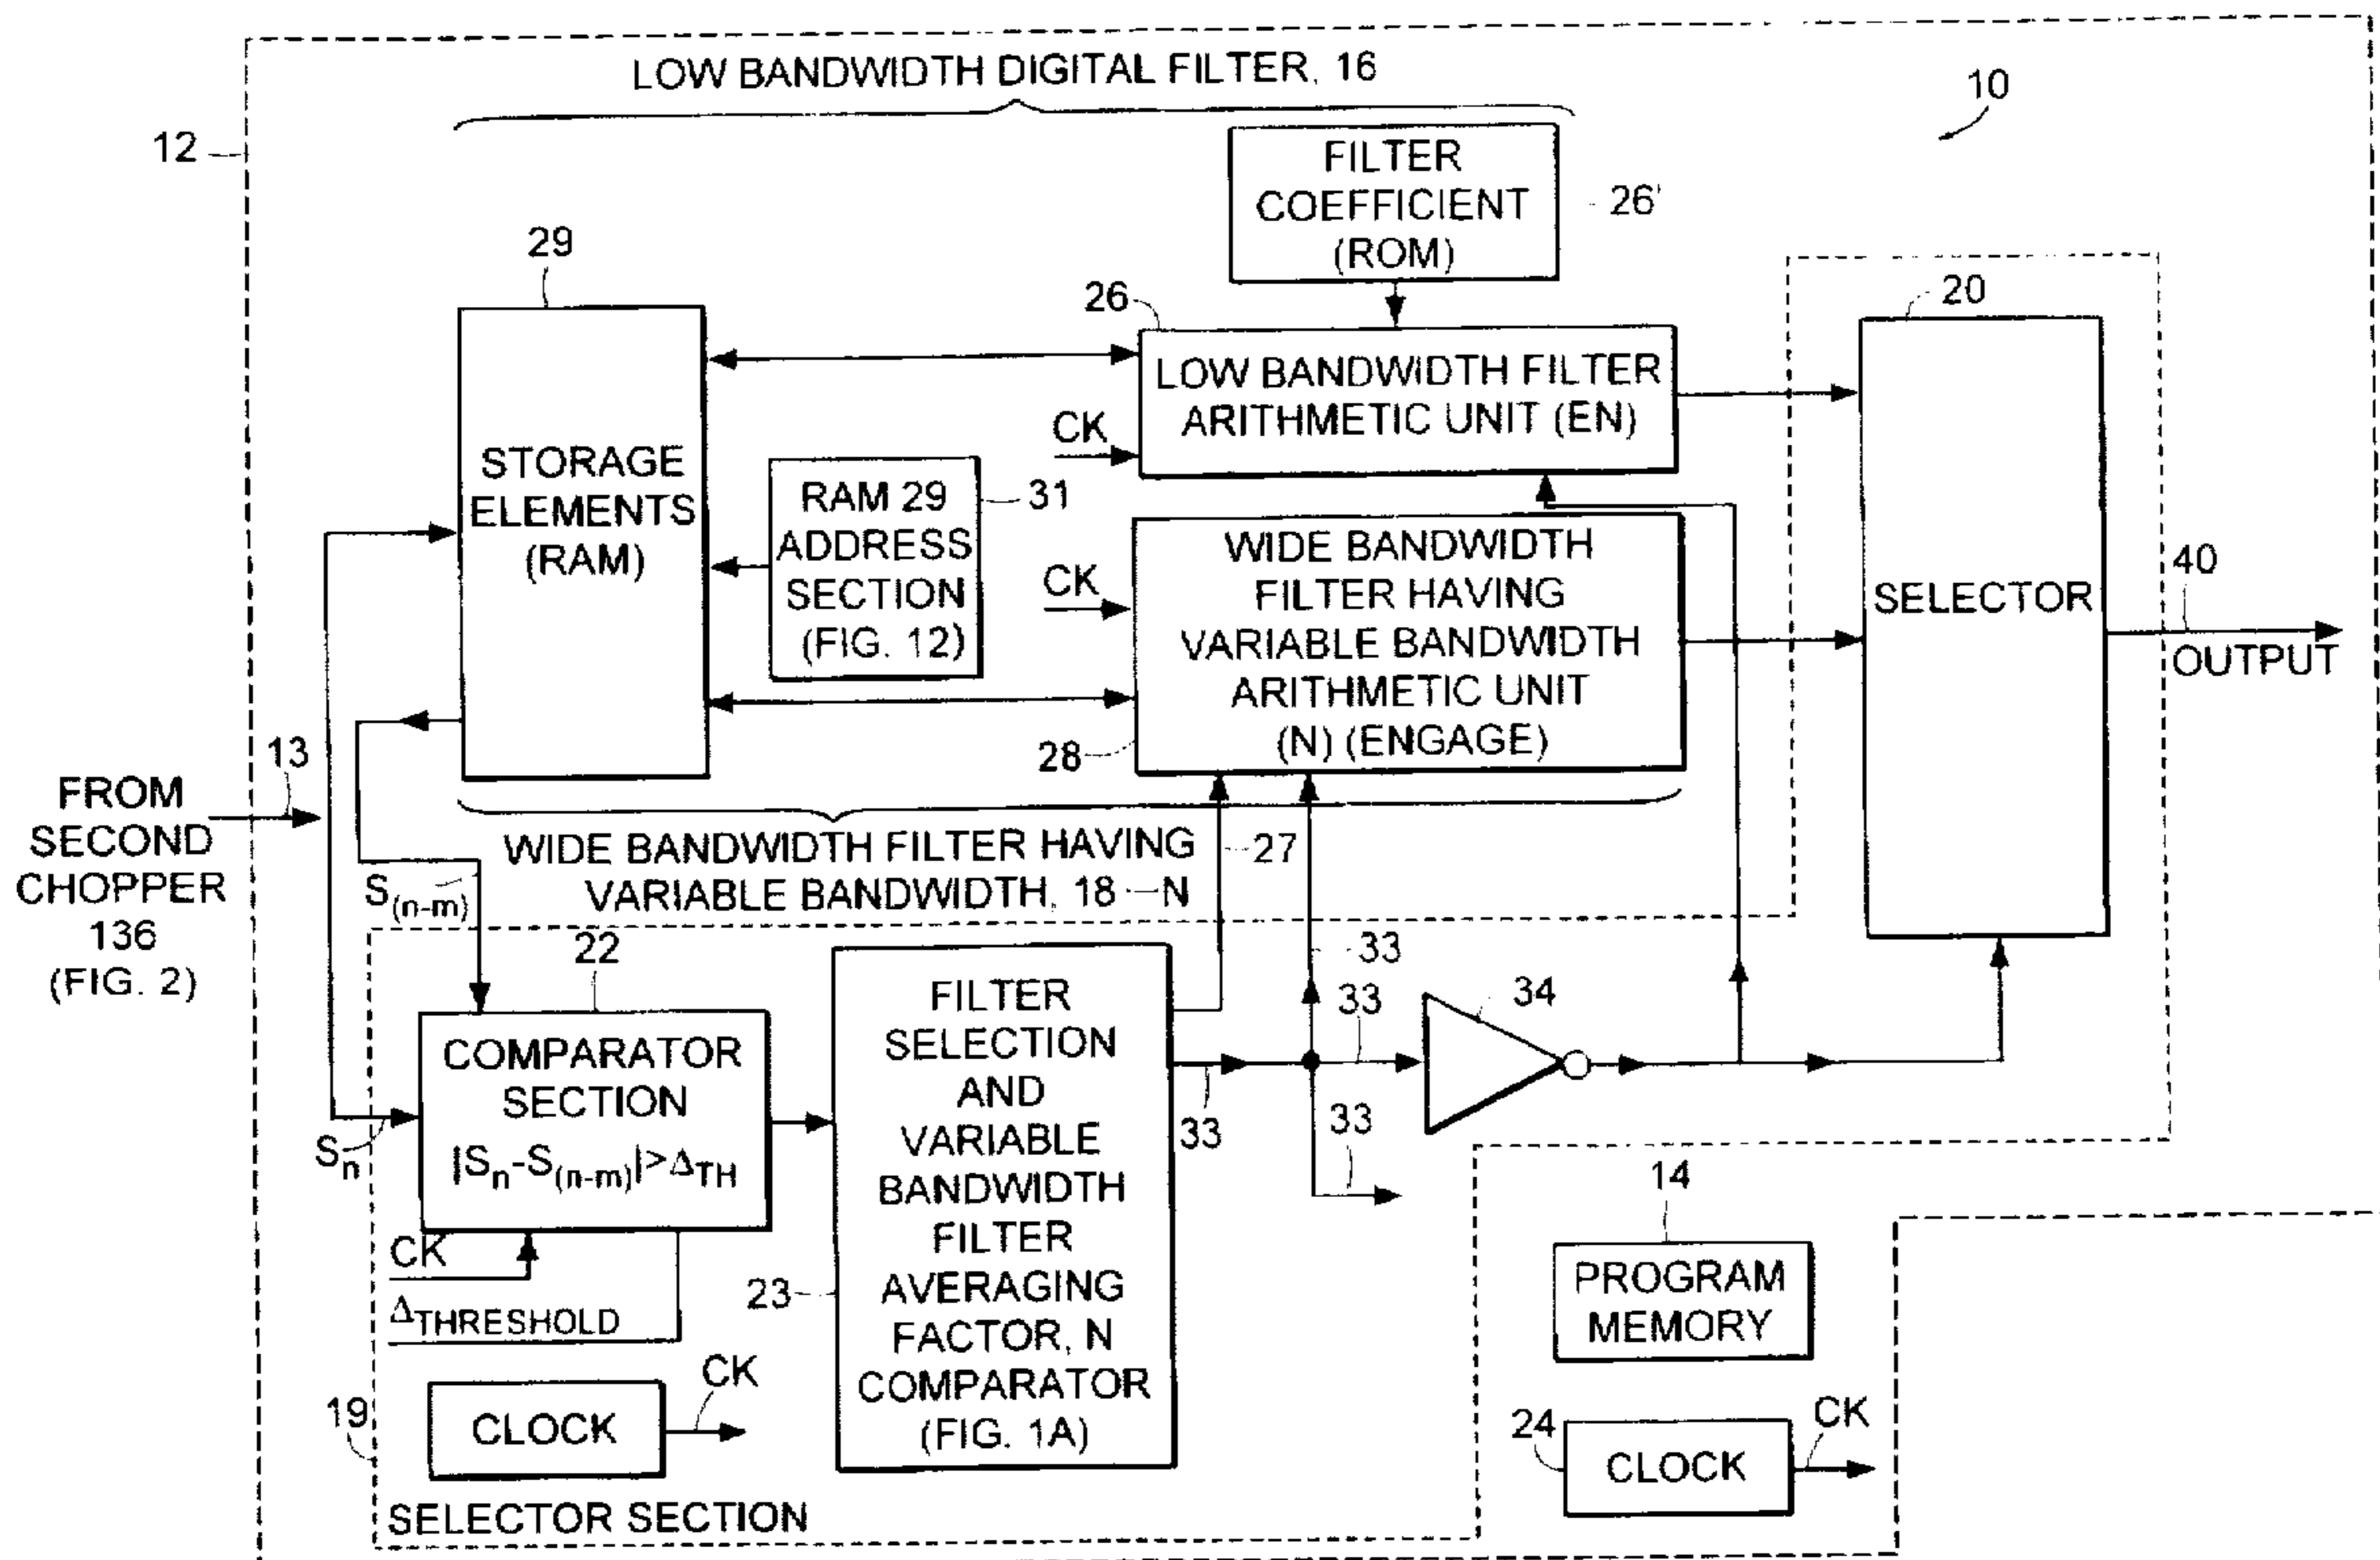 LOW BANDWIDTH DIGITAL FILTER, 16
10
12
FILTER
COEFFICIENT
(ROM)
26'
29
26
20
STORAGE
ELEMENTS
(RAM)
LOW BANDWIDTH FILTER
ARITHMETIC UNIT (EN)
CK
RAM 29
ADDRESS
SECTION
(FIG. 12)
31
CK
WIDE BANDWIDTH
FILTER HAVING
VARIABLE BANDWIDTH
ARITHMETIC UNIT
(N) (ENGAGE)
28
SELECTOR
40
OUTPUT
13
FROM
SECOND
CHOPPER
136
(FIG. 2)
WIDE BANDWIDTH FILTER HAVING
VARIABLE BANDWIDTH, 18-N
27
S(n-m)
22
COMPARATOR
SECTION
|Sn-S(n-m)|>ΔTH
Sn
CK
ΔTHRESHOLD
23
FILTER
SELECTION
AND
VARIABLE
BANDWIDTH
FILTER
AVERAGING
FACTOR, N
COMPARATOR
(FIG. 1A)
33
33
33
33
34
14
PROGRAM
MEMORY
19
CLOCK
CK
24
CLOCK
CK
SELECTOR SECTION